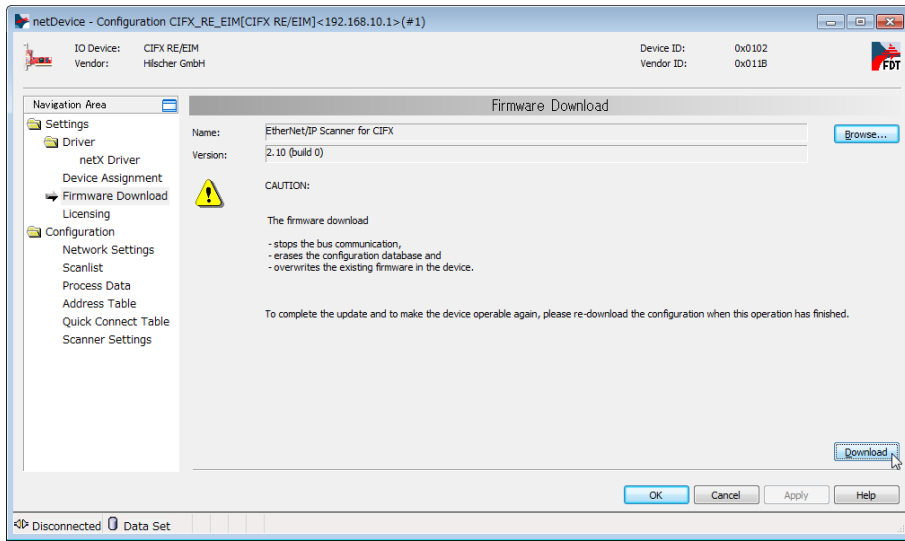 netDevice - Configuration CIFX_RE_EIM[CIFX RE/EIM]<192.168.10.1>(#1)
IO Device: CIFX RE/EIM Device ID: 0x0102
Vendor: Hilscher GmbH Vendor ID: 0x011B
FDT
Navigation Area
Settings
Driver
netX Driver
Device Assignment
Firmware Download
Licensing
Configuration
Network Settings
Scanlist
Process Data
Address Table
Quick Connect Table
Scanner Settings
Firmware Download
Name: EtherNet/IP Scanner for CIFX Browse...
Version: 2.10 (build 0)
CAUTION:
The firmware download
- stops the bus communication,
- erases the configuration database and
- overwrites the existing firmware in the device.
To complete the update and to make the device operable again, please re-download the configuration when this operation has finished.
Download
OK Cancel Apply Help
Disconnected Data Set